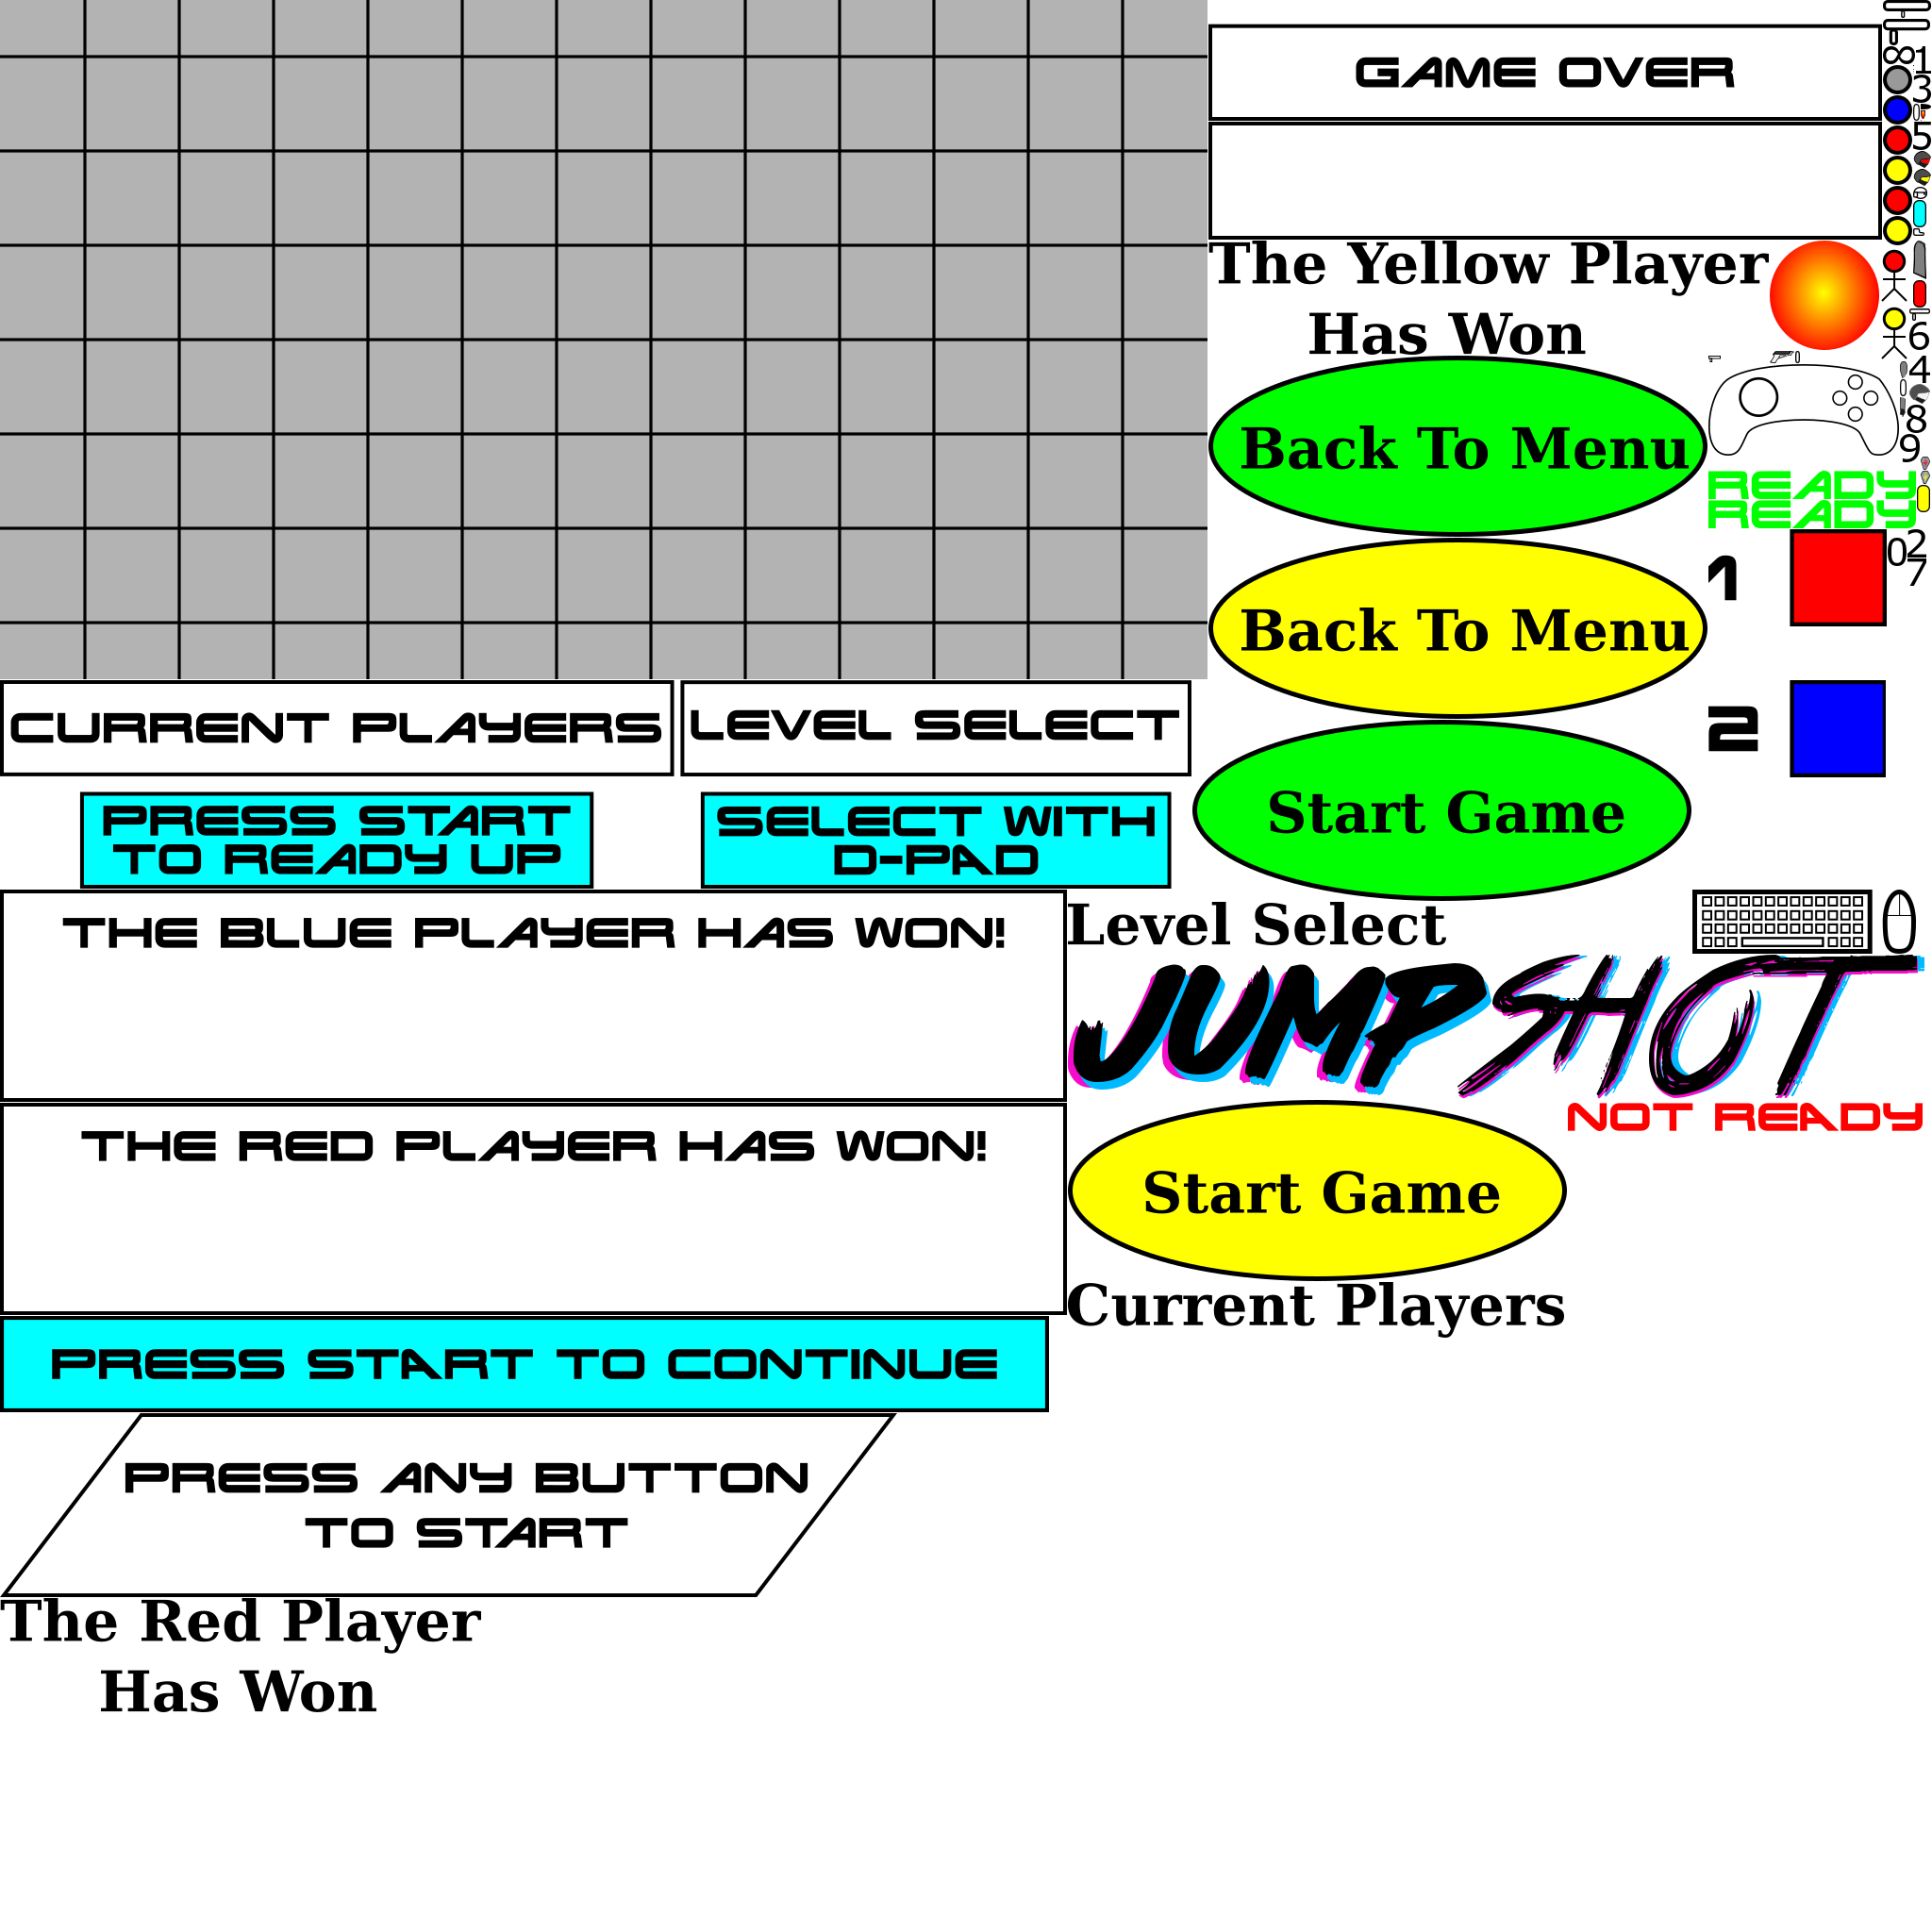 GAME OVER
The Yellow Player
Has Won
Back To Menu
READY
READY
Back To Menu
1
2
CURRENT PLAYERS
LEVEL SELECT
Start Game
PRESS START
TO READY UP
SELECT WITH
D-PAD
THE BLUE PLAYER HAS WON!
Level Select
JUMP SHOT
NOT READY
THE RED PLAYER HAS WON!
Start Game
Current Players
PRESS START TO CONTINUE
PRESS ANY BUTTON
TO START
The Red Player
Has Won
8
1
3
5
6
4
8
9
2
0
7